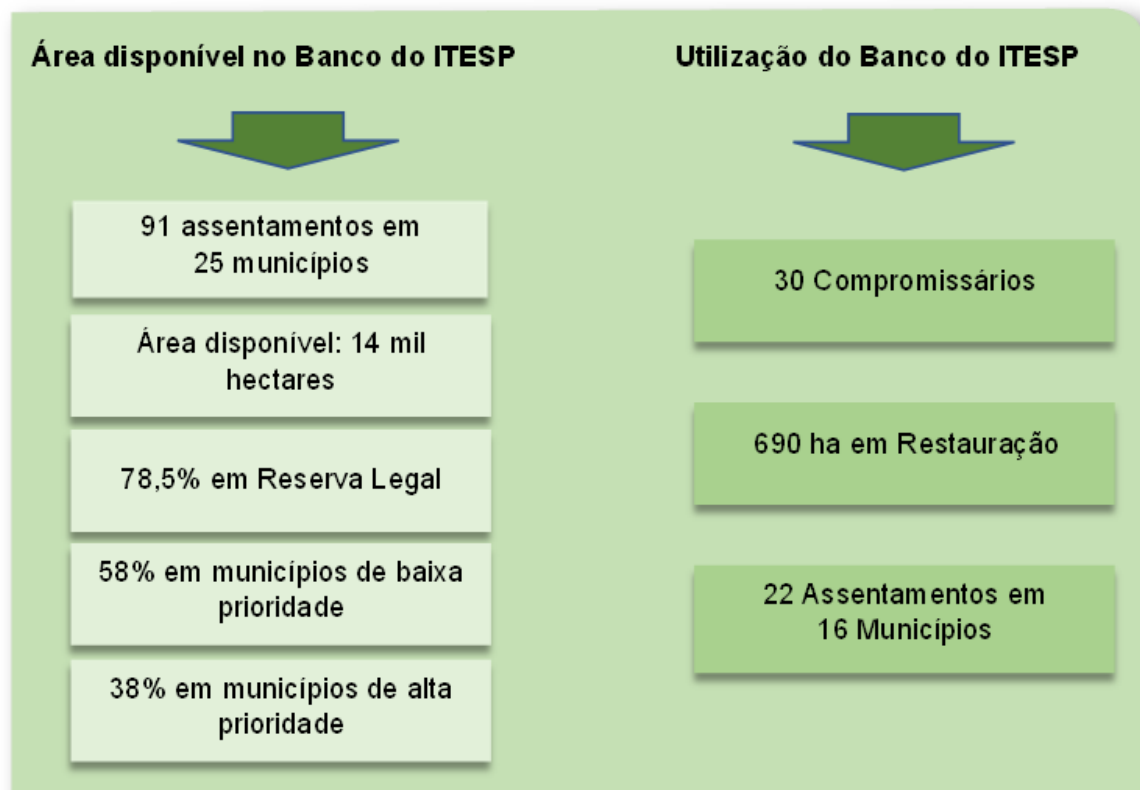 Área disponível no Banco do ITESP
91 assentamentos em
25 municípios
Área disponível: 14 mil
hectares
78,5% em Reserva Legal
58% em municípios de baixa
prioridade
38% em municípios de alta
prioridade
Utilização do Banco do ITESP
30 Compromissários
690 ha em Restauração
22 Assentamentos em
16 Municípios